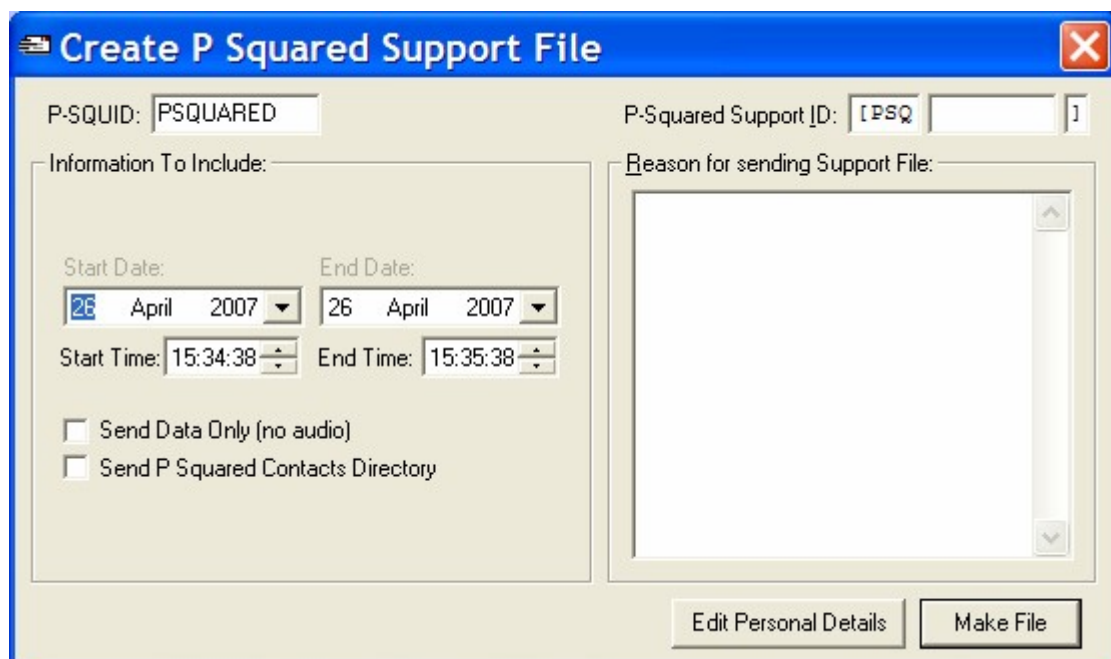 Create P Squared Support File
P-SQUID: PSQUARED P-Squared Support ID: [PSQ ]
Information To Include: Reason for sending Support File:
Start Date: End Date:
26 April 2007 26 April 2007
Start Time: 15:34:38 End Time: 15:35:38
Send Data Only (no audio)
Send P Squared Contacts Directory
Edit Personal Details Make File